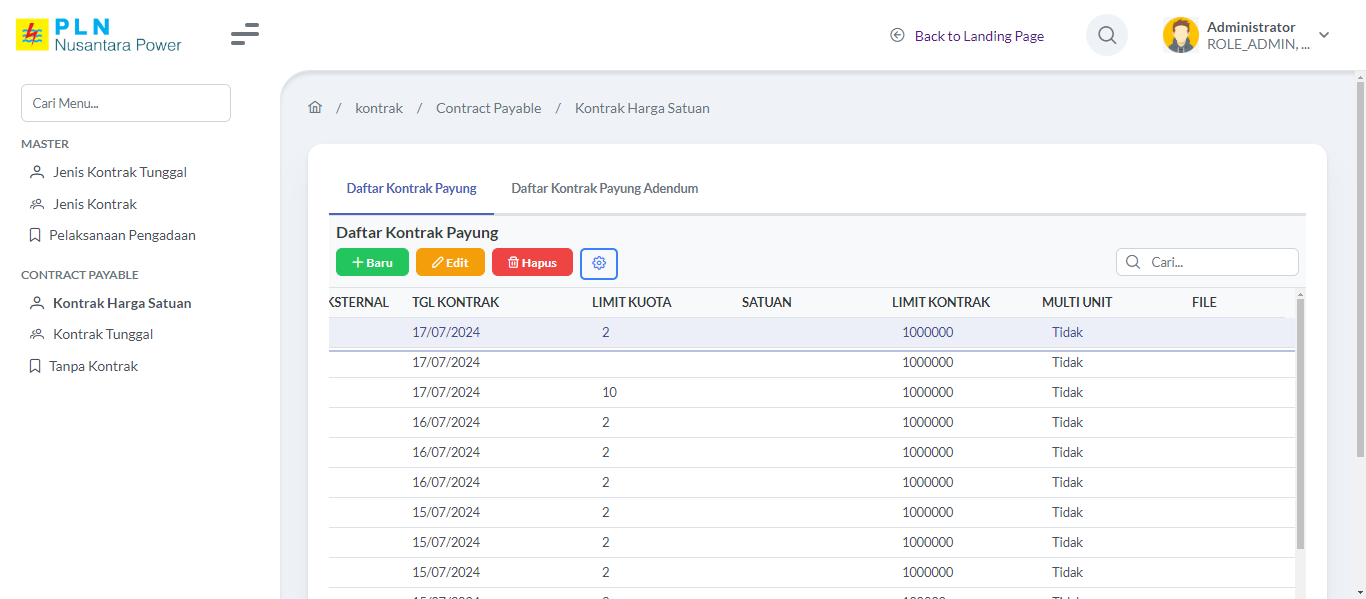 PLN
Nusantara Power
Back to Landing Page
Administrator
ROLE_ADMIN, ...
Cari Menu...
MASTER
Jenis Kontrak Tunggal
Jenis Kontrak
Pelaksanaan Pengadaan
CONTRACT PAYABLE
Kontrak Harga Satuan
Kontrak Tunggal
Tanpa Kontrak
/ kontrak / Contract Payable / Kontrak Harga Satuan
Daftar Kontrak Payung Daftar Kontrak Payung Adendum
Daftar Kontrak Payung
Baru Edit Hapus Cari...
KSTERNAL TGL KONTRAK LIMIT KUOTA SATUAN LIMIT KONTRAK MULTI UNIT FILE
17/07/2024 2 1000000 Tidak
17/07/2024 1000000 Tidak
17/07/2024 10 1000000 Tidak
16/07/2024 2 1000000 Tidak
16/07/2024 2 1000000 Tidak
16/07/2024 2 1000000 Tidak
15/07/2024 2 1000000 Tidak
15/07/2024 2 1000000 Tidak
15/07/2024 2 1000000 Tidak